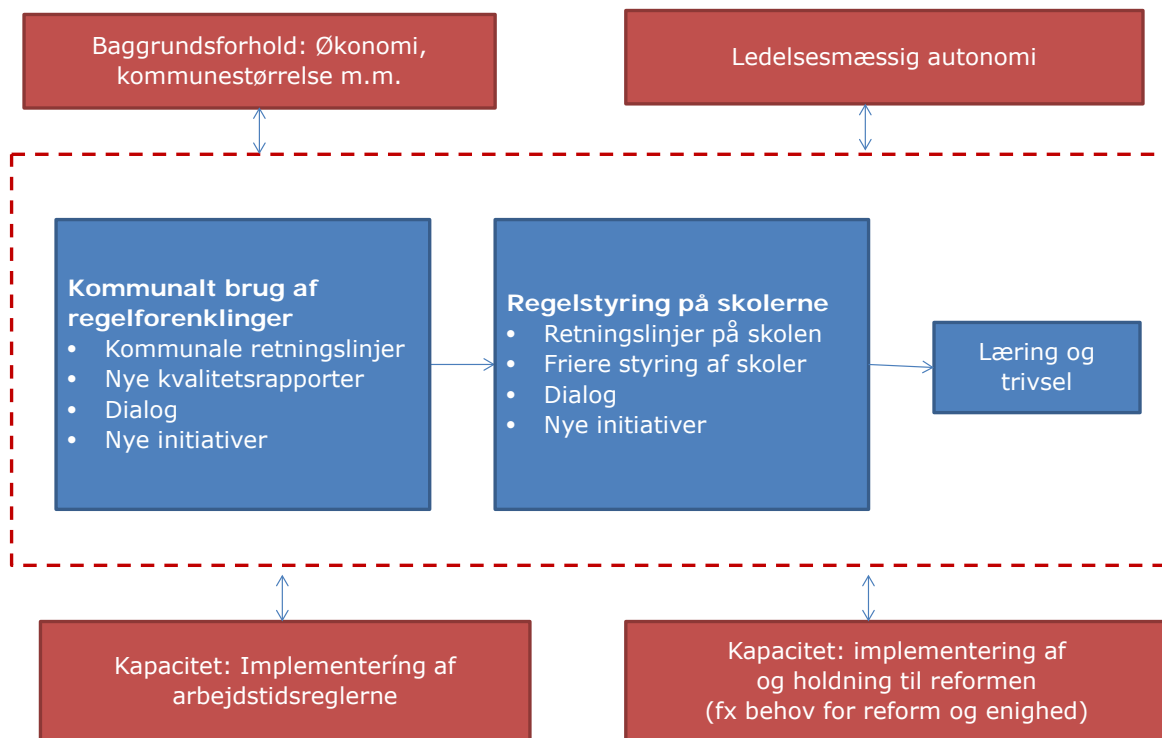 Baggrundsforhold: Økonomi,
kommunestørrelse m.m.
Ledelsesmæssig autonomi
Kommunalt brug af
regelforenklinger
• Kommunale retningslinjer
• Nye kvalitetsrapporter
• Dialog
• Nye initiativer
Regelstyring på skolerne
• Retningslinjer på skolen
• Friere styring af skoler
• Dialog
• Nye initiativer
Læring og
trivsel
Kapacitet: Implementeríng af
arbejdstidsreglerne
Kapacitet: implementering af
og holdning til reformen
(fx behov for reform og enighed)